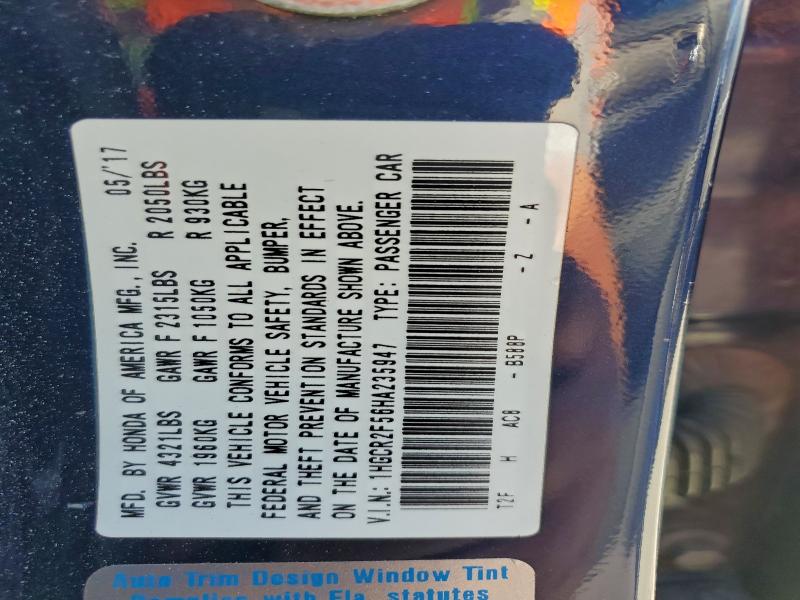 MFD. BY HONDA OF AMERICA MFG., INC. 05/'17
GVWR 4321LBS GAWR F 2315LBS R 2050LBS
GVWR 1960KG GAWR F 1050KG R 930KG
THIS VEHICLE CONFORMS TO ALL APPLICABLE
FEDERAL MOTOR VEHICLE SAFETY, BUMPER,
AND THEFT PREVENTION STANDARDS IN EFFECT
ON THE DATE OF MANUFACTURE SHOWN ABOVE.
V.I.N.: 1HGCR2F56HA235947 TYPE: PASSENGER CAR
T2F H AC8 - B588P - Z - A
Auto Trim Design Window Tint
Complies with Fla. statutes